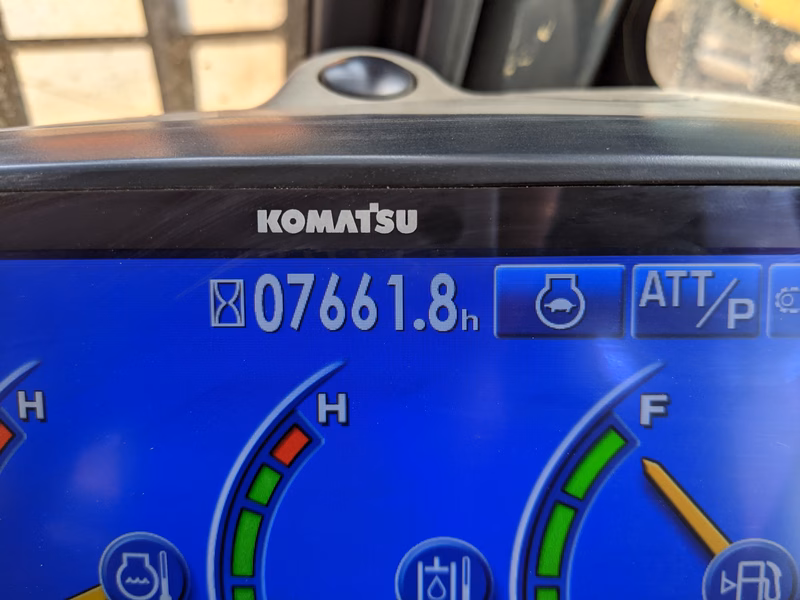 KOMATSU
07661.8h
ATT/P
H
H
F